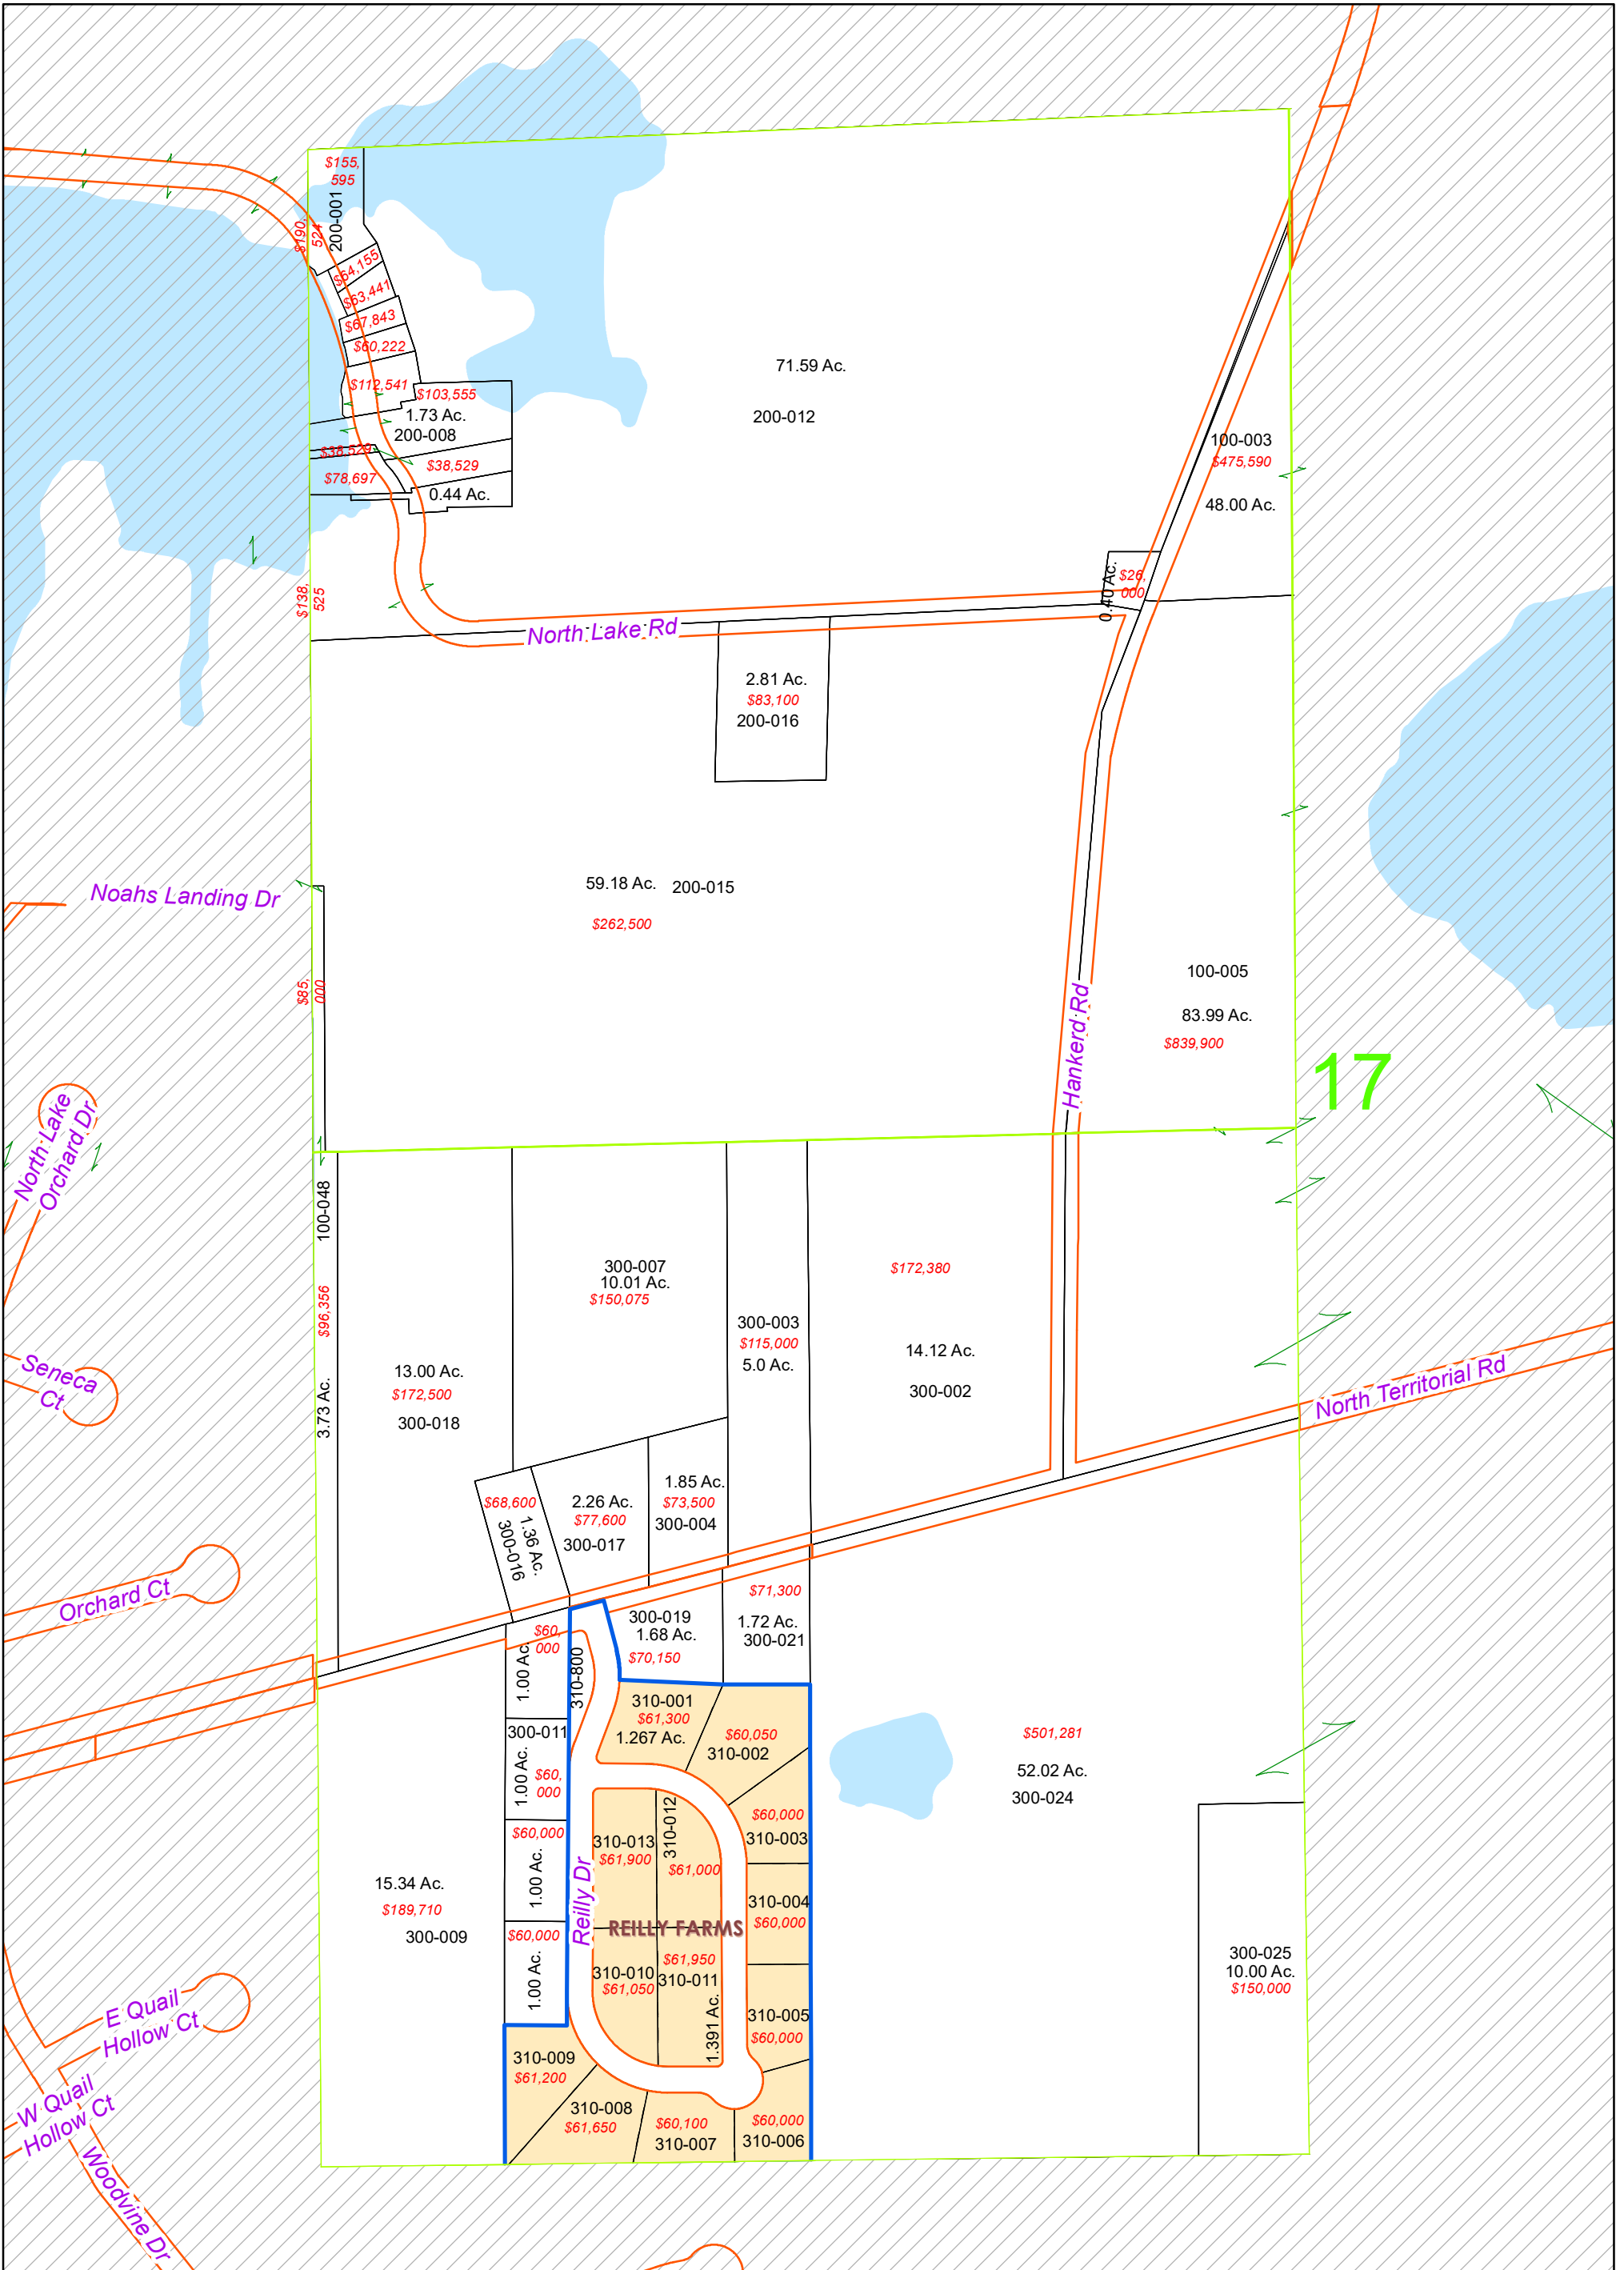 $155,
595
200-001
$190,
524
$64,155
$63,441
$67,843
$60,222
$112,541
$103,555
1.73 Ac.
200-008
$38,529
$38,529
$78,697
0.44 Ac.
71.59 Ac.
200-012
100-003
$475,590
48.00 Ac.
$138,
525
0.40 Ac.
$26,
000
North Lake Rd
2.81 Ac.
$83,100
200-016
59.18 Ac.
200-015
$262,500
Noahs Landing Dr
$85,
000
100-005
83.99 Ac.
$839,900
Hankerd Rd
17
North Lake
Orchard Dr
100-048
$96,356
3.73 Ac.
300-007
10.01 Ac.
$150,075
$172,380
300-003
$115,000
5.0 Ac.
14.12 Ac.
300-002
13.00 Ac.
$172,500
300-018
Seneca
Ct
North Territorial Rd
$68,600
1.36 Ac.
300-016
2.26 Ac.
$77,600
300-017
1.85 Ac.
$73,500
300-004
Orchard Ct
$71,300
1.72 Ac.
300-021
300-019
1.68 Ac.
$70,150
$60,
000
1.00 Ac.
310-800
310-001
$61,300
1.267 Ac.
$60,050
310-002
300-011
1.00 Ac.
$60,
000
$501,281
52.02 Ac.
300-024
$60,000
310-003
310-012
310-013
$61,900
$61,000
$60,000
1.00 Ac.
15.34 Ac.
$189,710
300-009
Reilly Dr
310-004
$60,000
REILLY FARMS
$60,000
1.00 Ac.
310-010
$61,050
$61,950
310-011
1.391 Ac.
310-005
$60,000
300-025
10.00 Ac.
$150,000
E Quail
Hollow Ct
310-009
$61,200
310-008
$61,650
$60,100
310-007
$60,000
310-006
W Quail
Hollow Ct
Woodvine Dr